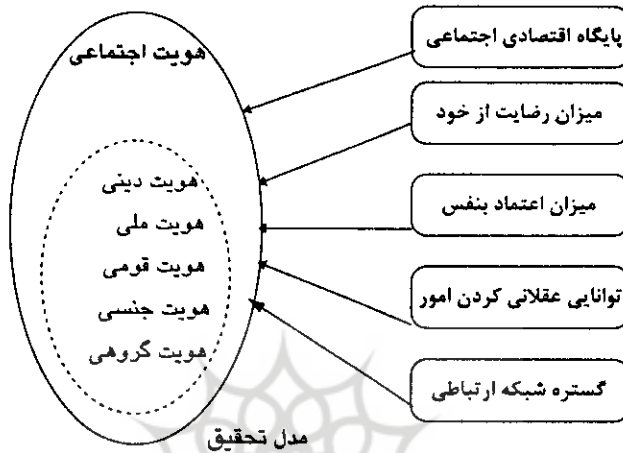 پایگاه اقتصادی اجتماعی
میزان رضایت از خود
میزان اعتماد بنفس
توانایی عقلانی کردن امور
گستره شبکه ارتباطی
هویت اجتماعی
هویت دینی
هویت ملی
هویت قومی
هویت جنسی
هویت گروهی
مدل تحقیق